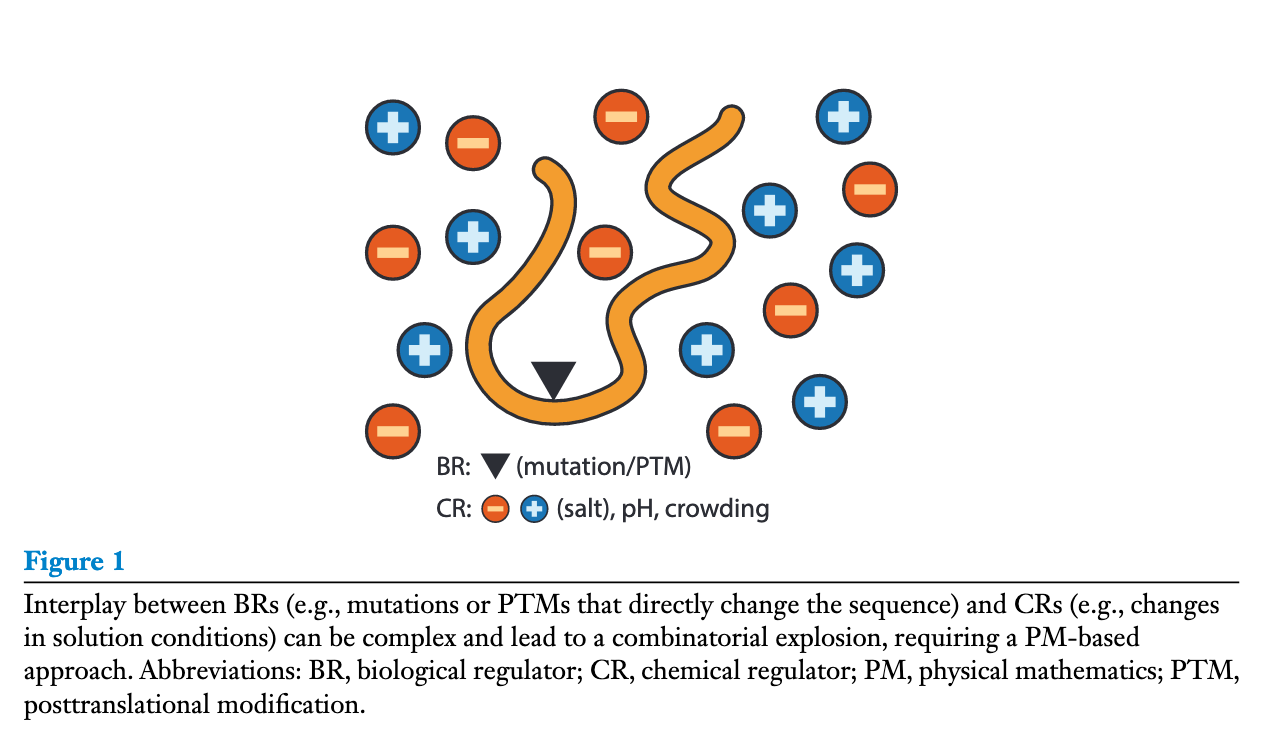 BR: ▼ (mutation/PTM)
CR: − + (salt), pH, crowding
Figure 1
Interplay between BRs (e.g., mutations or PTMs that directly change the sequence) and CRs (e.g., changes
in solution conditions) can be complex and lead to a combinatorial explosion, requiring a PM-based
approach. Abbreviations: BR, biological regulator; CR, chemical regulator; PM, physical mathematics; PTM,
posttranslational modification.